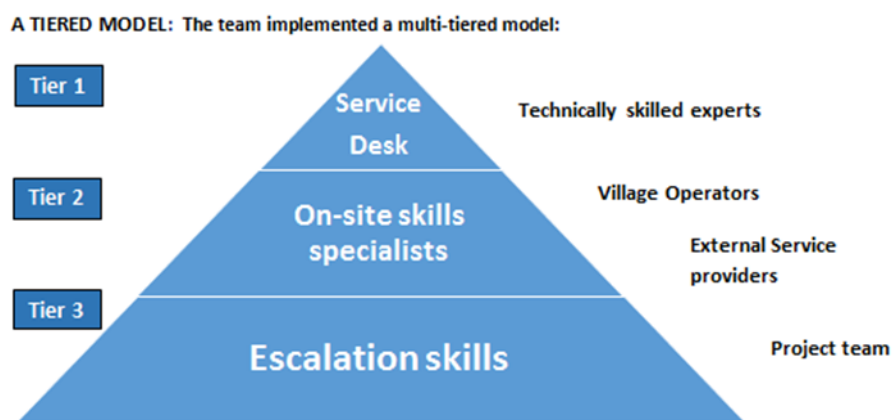 A TIERED MODEL: The team implemented a multi-tiered model:
Tier 1
Service
Desk
Technically skilled experts
Tier 2
On-site skills
specialists
Village Operators
External Service
providers
Tier 3
Escalation skills
Project team